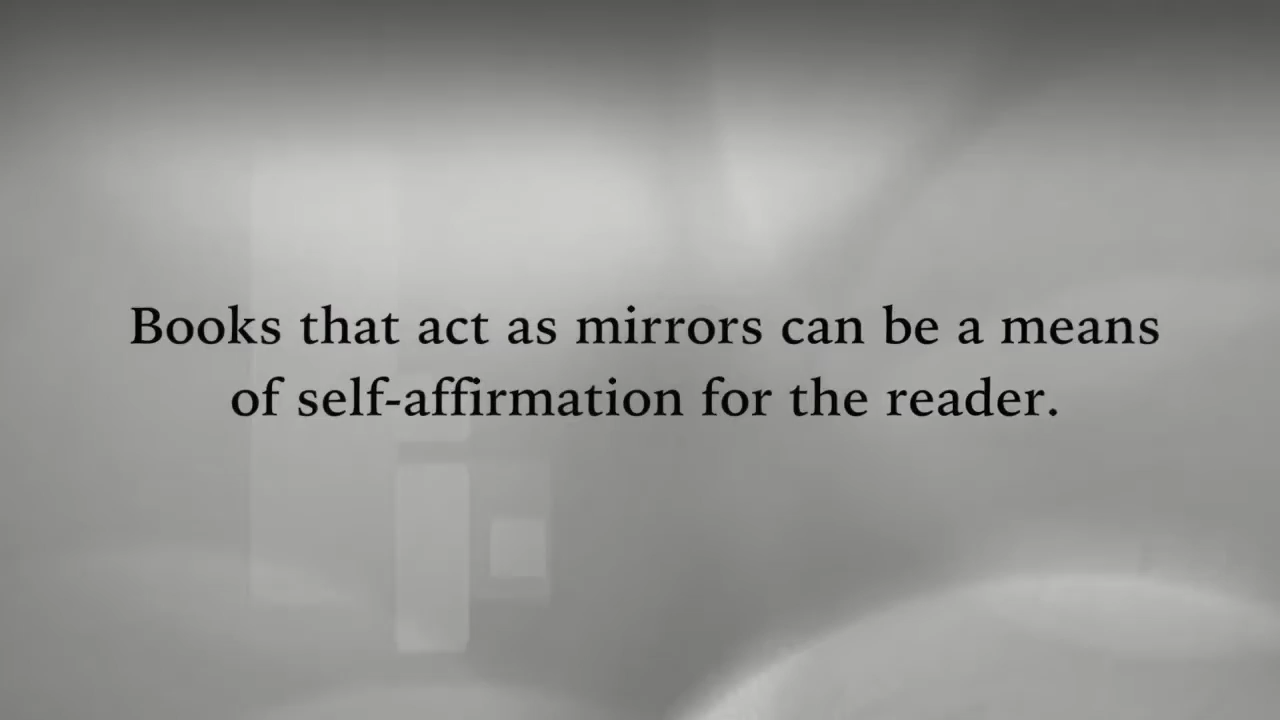 Books that act as mirrors can be a means
of self-affirmation for the reader.